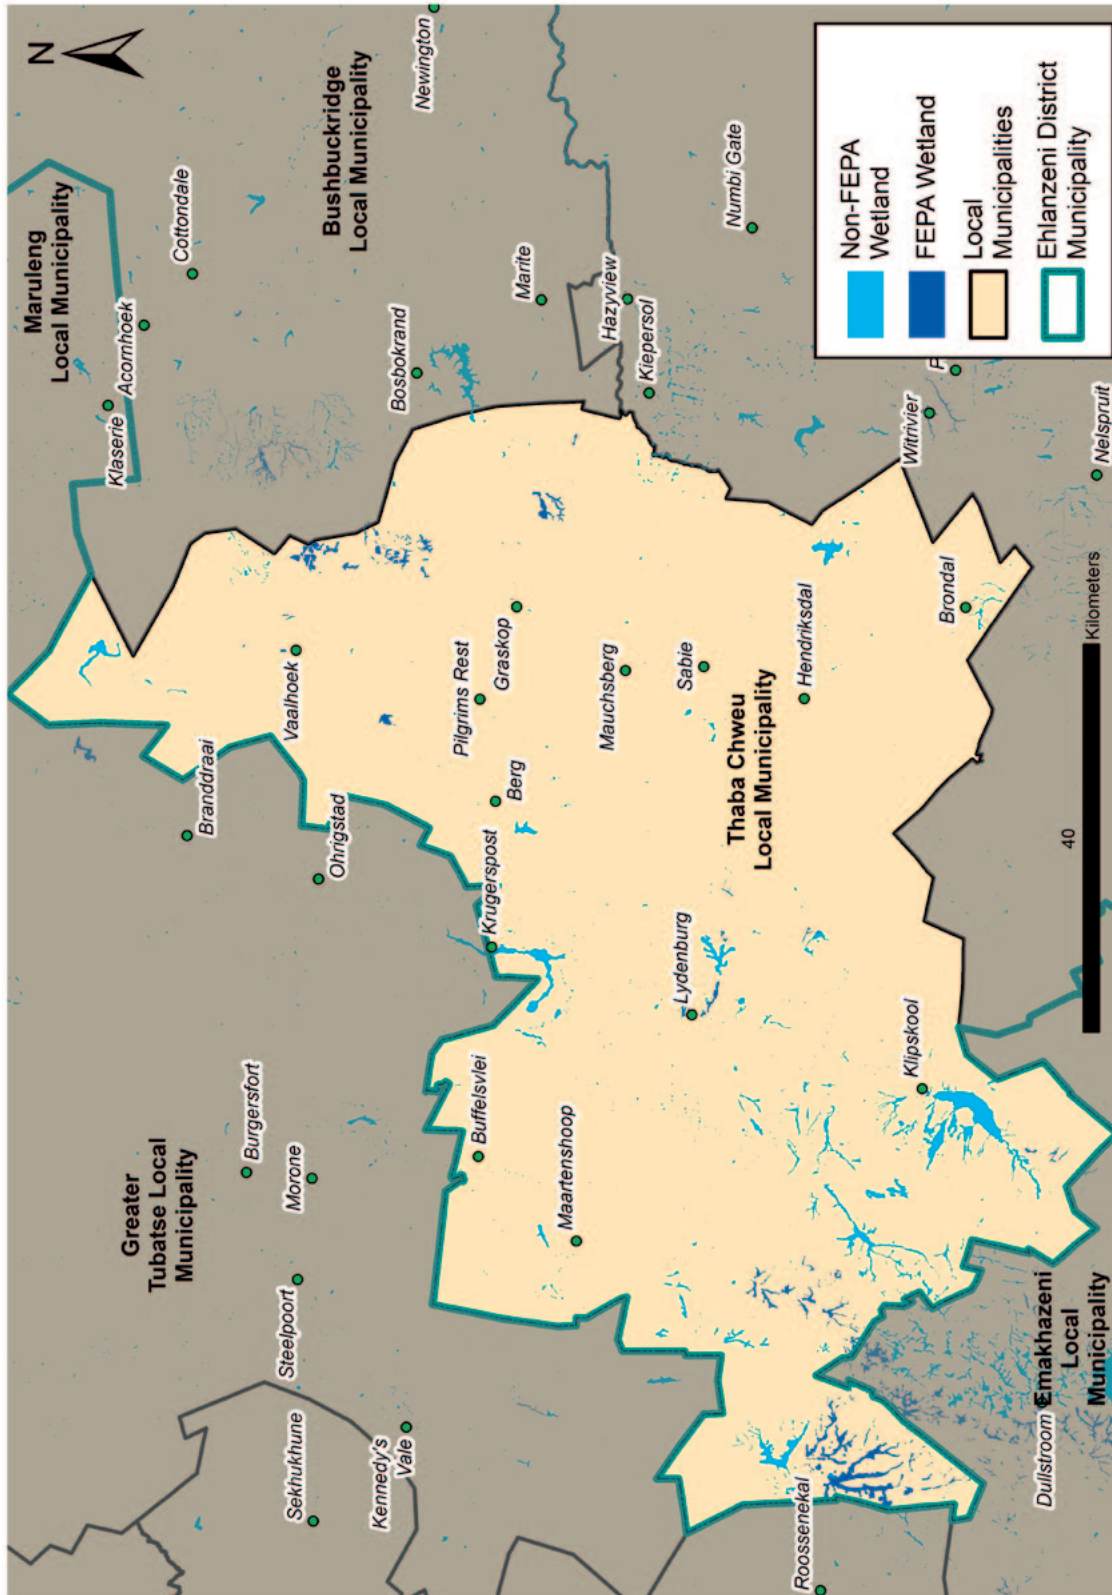 N
Maruleng
Local Municipality
Klaserie
Acornhoek
Cottondale
Bushbuckridge
Local Municipality
Newington
Branddraai
Vaalhoek
Ohrigstad
Bosbokrand
Marite
Hazyview
Kiepersol
Numbi Gate
Greater
Tubatse Local
Municipality
Burgersfort
Morone
Steelpoort
Sekhukhune
Kennedy's
Vale
Krugerspost
Berg
Pilgrims Rest
Graskop
Buffelsvlei
Maartenshoop
Mauchsberg
Sabie
Lydenburg
Thaba Chweu
Local Municipality
Hendriksdal
Witrivier
P
Klipskool
Brondal
Nelspruit
Roossenekal
Dullstroom
Emakhazeni
Local
Municipality
40
Kilometers
Non-FEPA
Wetland
FEPA Wetland
Local
Municipalities
Ehlanzeni District
Municipality